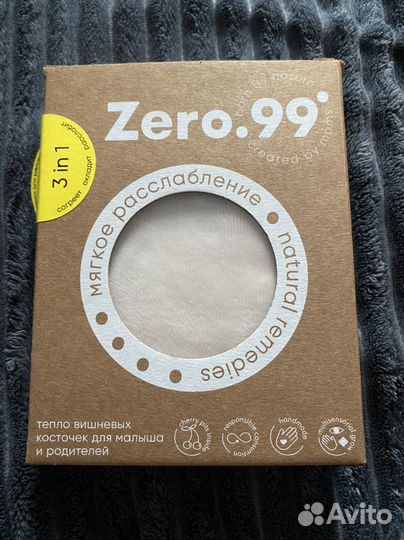 Zero.99
born by nature
created by moms
3 in 1
согреет охладит расслабит
мягкое расслабление
natural remedies
тепло вишневых
косточек для малыша
и родителей
cherry pits inside
responsible consumption
handmade
multisensorial
Avito